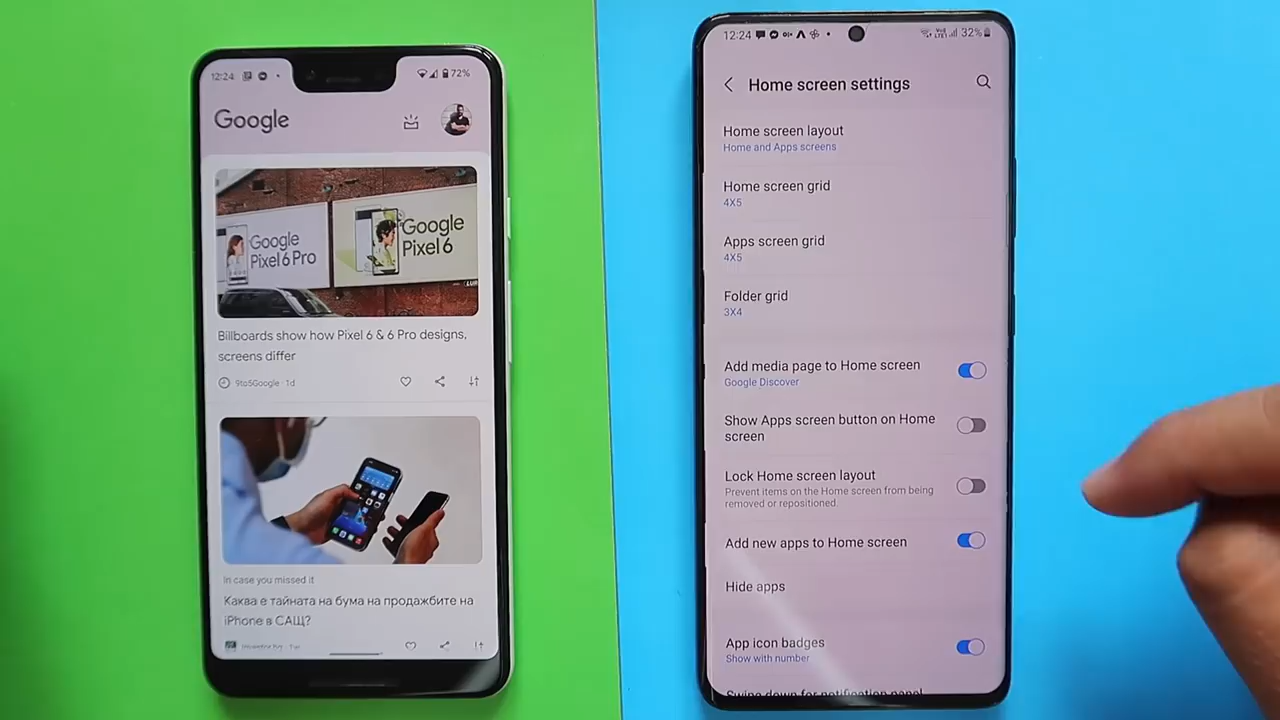 12:24
72%
Google
Google
Pixel 6 Pro
Google
Pixel 6
Billboards show how Pixel 6 & 6 Pro designs,
screens differ
9to5Google · 1d
In case you missed it
Каква е тайната на бума на продажбите на
iPhone в САЩ?
12:24
32%
Home screen settings
Home screen layout
Home and Apps screens
Home screen grid
4X5
Apps screen grid
4X5
Folder grid
3X4
Add media page to Home screen
Google Discover
Show Apps screen button on Home
screen
Lock Home screen layout
Prevent items on the Home screen from being
removed or repositioned.
Add new apps to Home screen
Hide apps
App icon badges
Show with number
Swipe down for notification panel